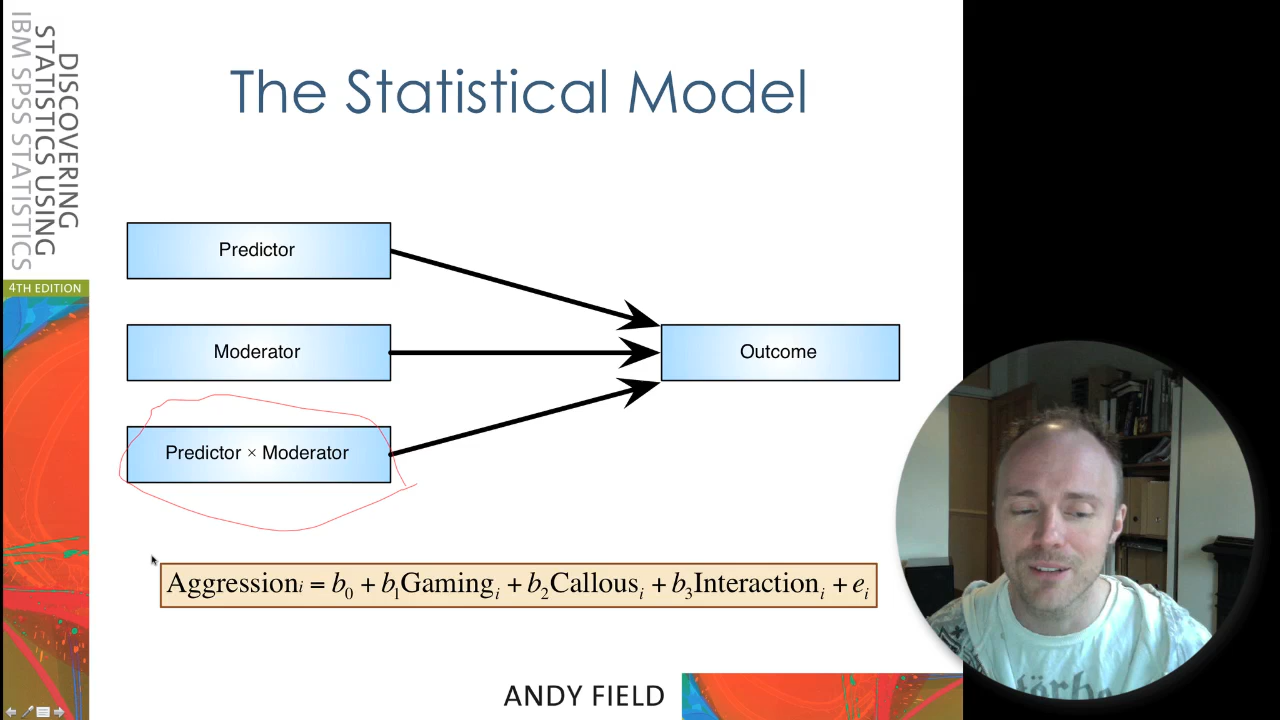 DISCOVERING
STATISTICS USING
IBM SPSS STATISTICS
4TH EDITION
The Statistical Model
Predictor
Moderator
Predictor × Moderator
Outcome
Aggressioni = b0 + b1Gamingi + b2Callousi + b3Interactioni + ei
ANDY FIELD